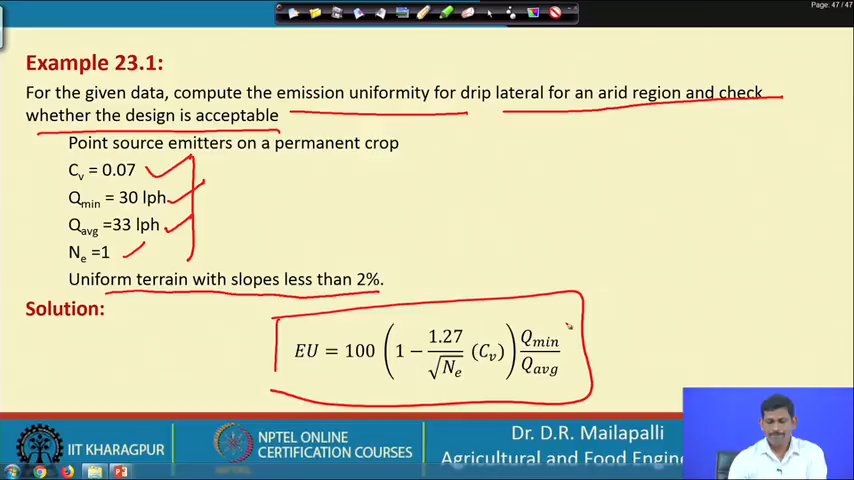 Page: 47 / 47
Example 23.1:
For the given data, compute the emission uniformity for drip lateral for an arid region and check
whether the design is acceptable
Point source emitters on a permanent crop
Cv = 0.07
Qmin = 30 lph
Qavg =33 lph
Ne =1
Uniform terrain with slopes less than 2%.
Solution:
EU = 100 (1 − 1.27/√Ne (Cv)) Qmin/Qavg
IIT KHARAGPUR
NPTEL ONLINE
CERTIFICATION COURSES
Dr. D.R. Mailapalli
Agricultural and Food Engine